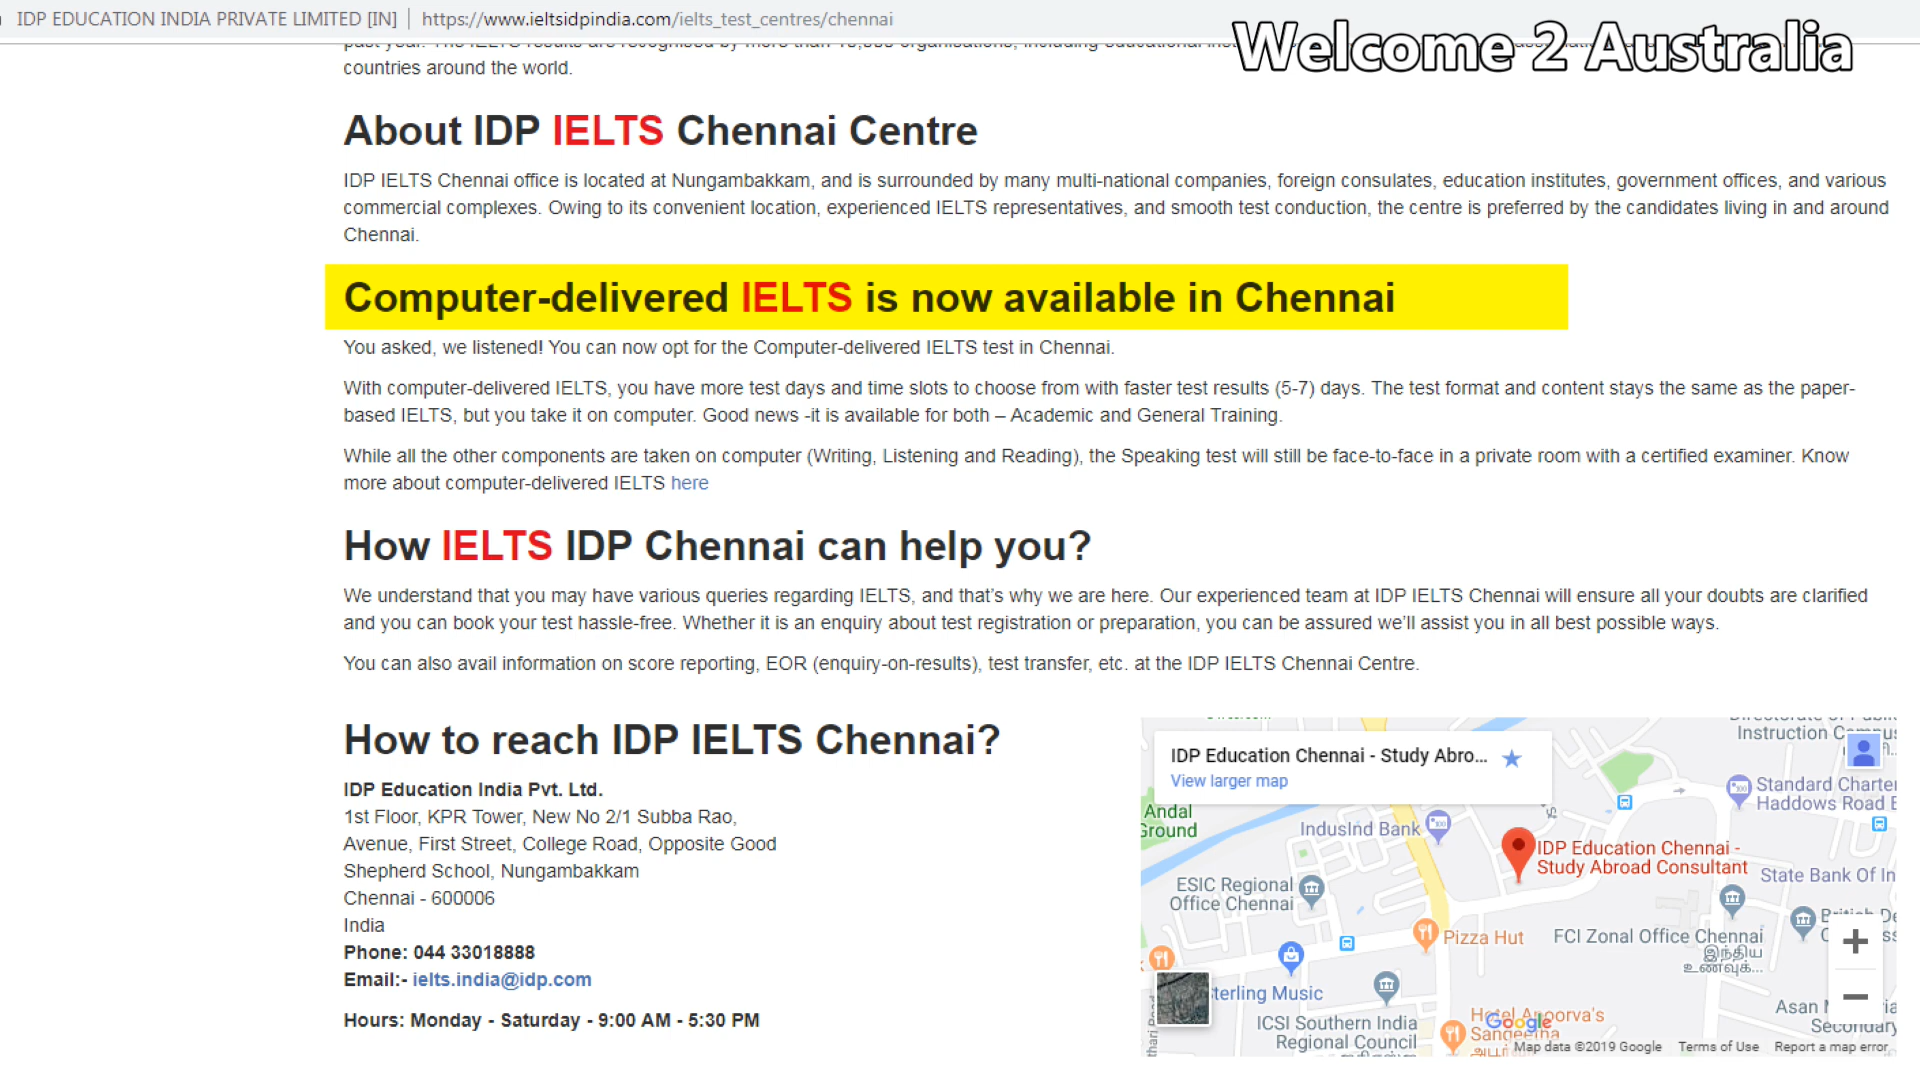 IDP EDUCATION INDIA PRIVATE LIMITED [IN] https://www.ieltsidpindia.com/ielts_test_centres/chennai
Welcome 2 Australia
countries around the world.
About IDP IELTS Chennai Centre
IDP IELTS Chennai office is located at Nungambakkam, and is surrounded by many multi-national companies, foreign consulates, education institutes, government offices, and various
commercial complexes. Owing to its convenient location, experienced IELTS representatives, and smooth test conduction, the centre is preferred by the candidates living in and around
Chennai.
Computer-delivered IELTS is now available in Chennai
You asked, we listened! You can now opt for the Computer-delivered IELTS test in Chennai.
With computer-delivered IELTS, you have more test days and time slots to choose from with faster test results (5-7) days. The test format and content stays the same as the paper-
based IELTS, but you take it on computer. Good news -it is available for both – Academic and General Training.
While all the other components are taken on computer (Writing, Listening and Reading), the Speaking test will still be face-to-face in a private room with a certified examiner. Know
more about computer-delivered IELTS here
How IELTS IDP Chennai can help you?
We understand that you may have various queries regarding IELTS, and that's why we are here. Our experienced team at IDP IELTS Chennai will ensure all your doubts are clarified
and you can book your test hassle-free. Whether it is an enquiry about test registration or preparation, you can be assured we'll assist you in all best possible ways.
You can also avail information on score reporting, EOR (enquiry-on-results), test transfer, etc. at the IDP IELTS Chennai Centre.
How to reach IDP IELTS Chennai?
IDP Education India Pvt. Ltd.
1st Floor, KPR Tower, New No 2/1 Subba Rao,
Avenue, First Street, College Road, Opposite Good
Shepherd School, Nungambakkam
Chennai - 600006
India
Phone: 044 33018888
Email:- ielts.india@idp.com
Hours: Monday - Saturday - 9:00 AM - 5:30 PM
Instruction
IDP Education Chennai - Study Abro...
View larger map
Standard Charter
Haddows Road
Andal
Ground
IndusInd Bank
IDP Education Chennai -
Study Abroad Consultant
State Bank Of In
ESIC Regional
Office Chennai
Pizza Hut
FCI Zonal Office Chennai
இந்திய
உணவுக்...
Sterling Music
ICSI Southern India
Regional Council
Hotel Anoorva's
Sangeetha
Asan
Secondary
Google
Map data ©2019 Google
Terms of Use
Report a map error